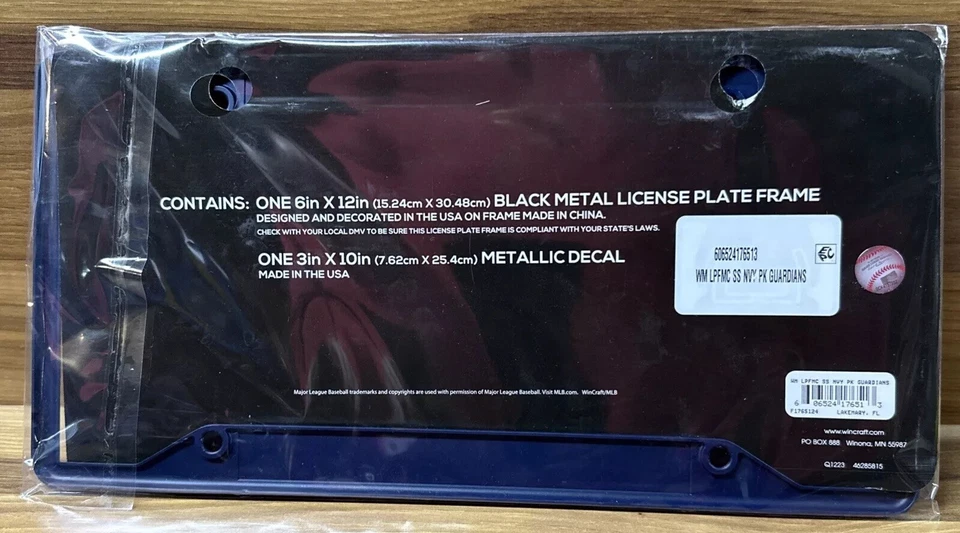 CONTAINS: ONE 6in X 12in (15.24cm X 30.48cm) BLACK METAL LICENSE PLATE FRAME
DESIGNED AND DECORATED IN THE USA ON FRAME MADE IN CHINA.
CHECK WITH YOUR LOCAL DMV TO BE SURE THIS LICENSE PLATE FRAME IS COMPLIANT WITH YOUR STATE'S LAWS.
ONE 3in X 10in (7.62cm X 25.4cm) METALLIC DECAL
MADE IN THE USA
606524176513
WM LPFMC SS NVY PK GUARDIANS
Major League Baseball trademarks and copyrights are used with permission of Major League Baseball. Visit MLB.com. WinCraft/MLB
WM LPFMC SS NVY PK GUARDIANS
6 06524 17651 3
F1765124 LAKEMARY, FL
www.wincraft.com
PO BOX 888 Winona, MN 55987
Q1223 46285815